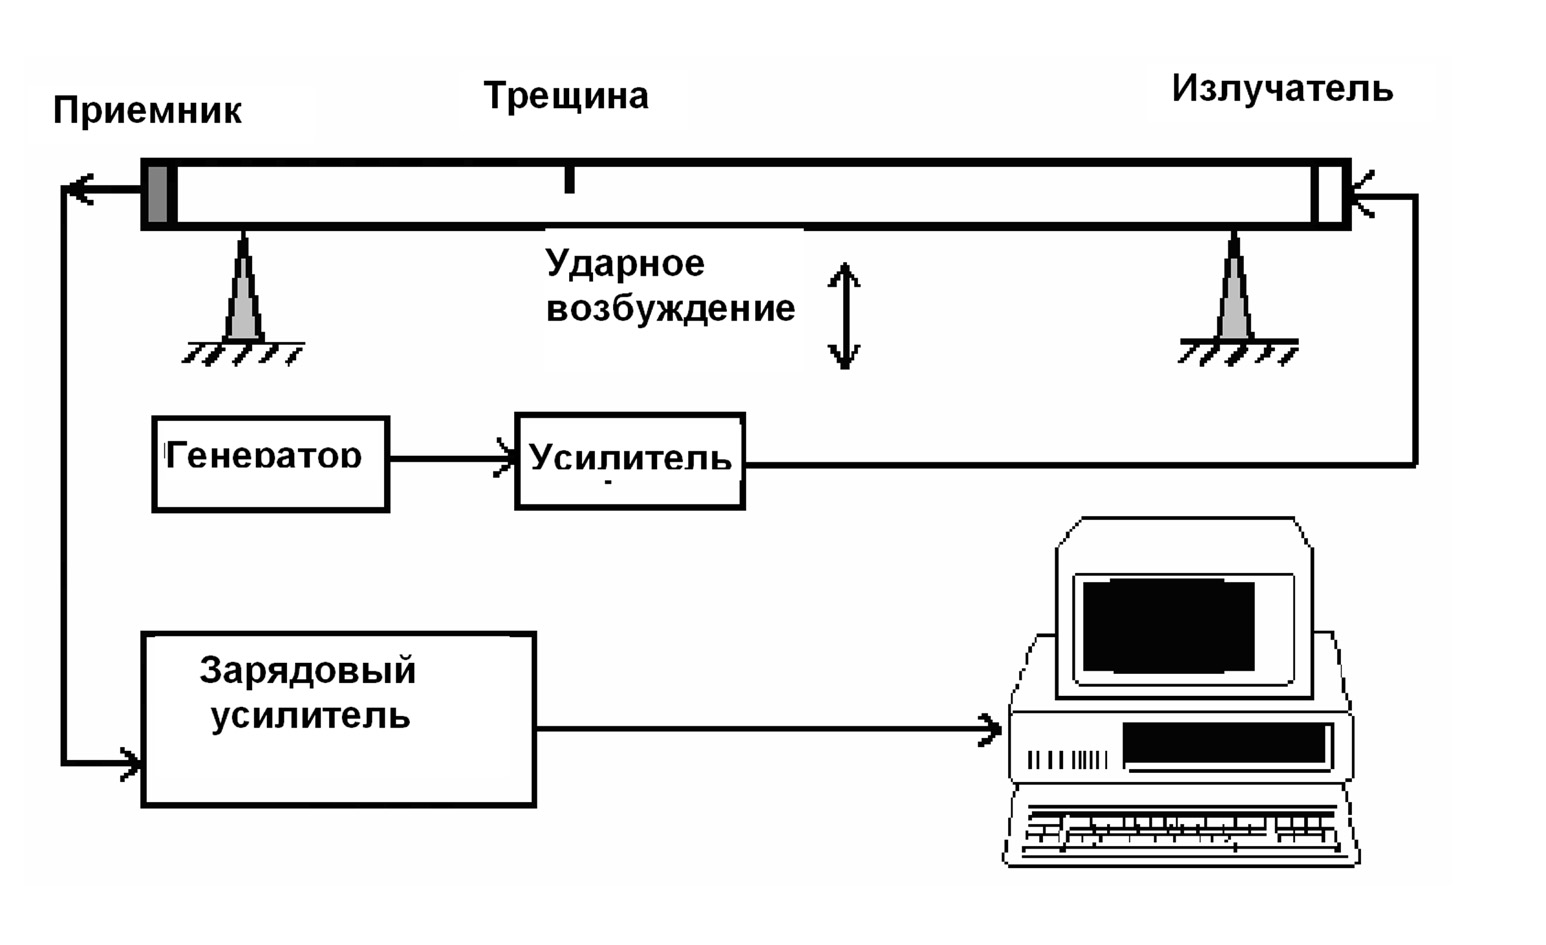 Приемник
Трещина
Излучатель
Ударное
возбуждение
Генератор
Усилитель
Зарядовый
усилитель